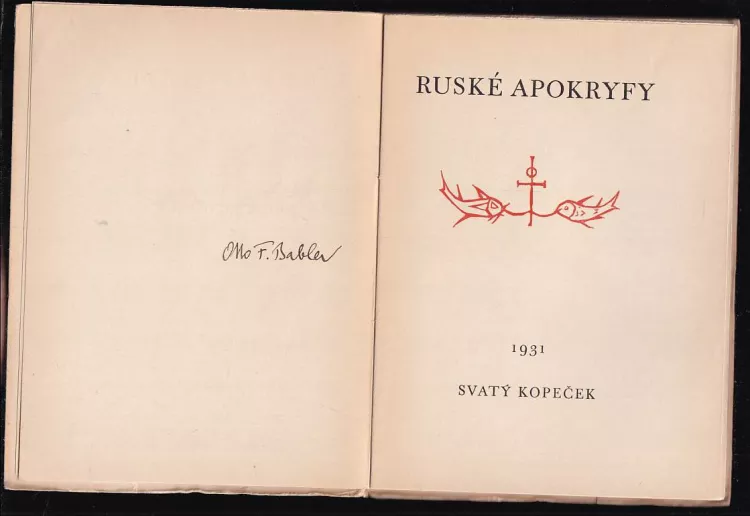 Otto F. Babler
RUSKÉ APOKRYFY
1931
SVATÝ KOPEČEK